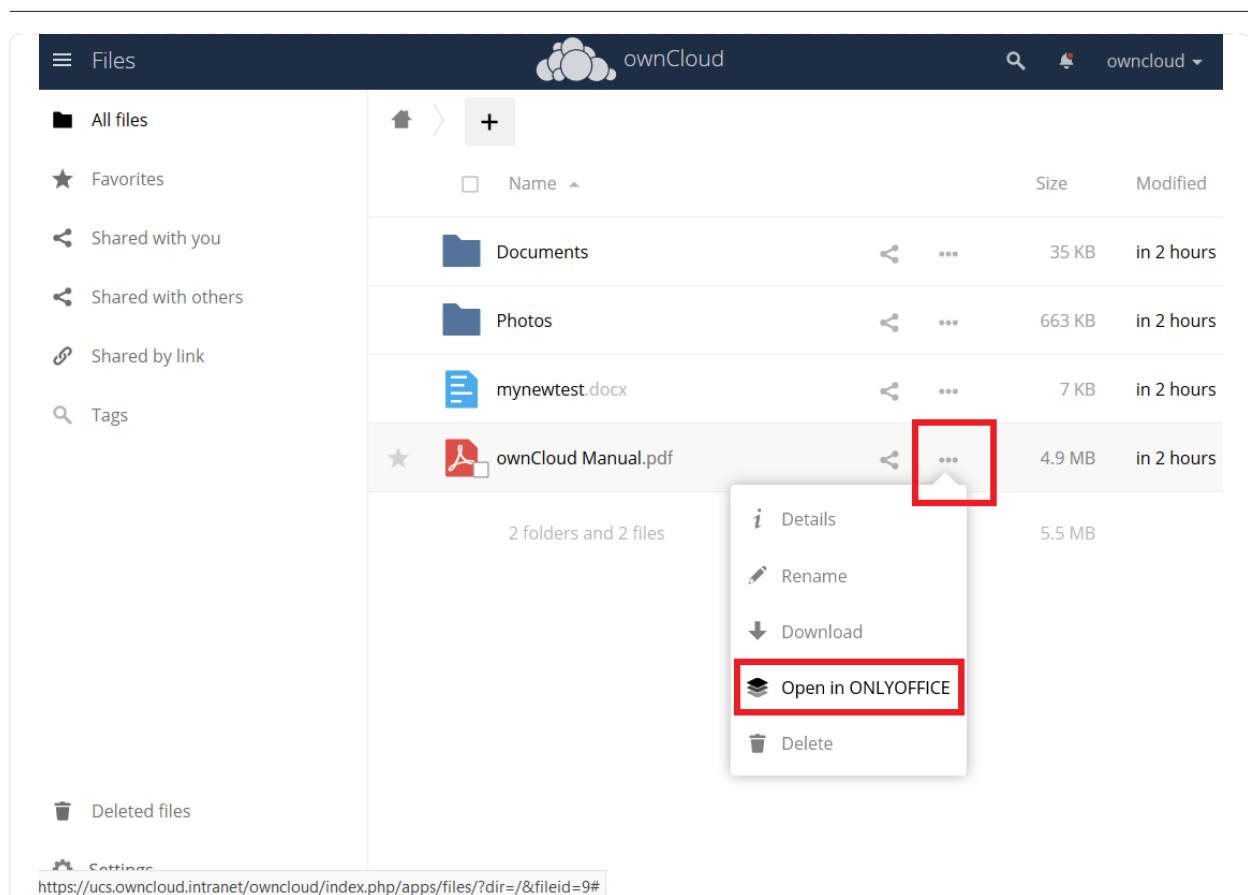 Files
ownCloud
owncloud
All files
Favorites
Shared with you
Shared with others
Shared by link
Tags
Deleted files
Settings
+
Name
Size
Modified
Documents
35 KB
in 2 hours
Photos
663 KB
in 2 hours
mynewtest.docx
7 KB
in 2 hours
ownCloud Manual.pdf
4.9 MB
in 2 hours
2 folders and 2 files
5.5 MB
Details
Rename
Download
Open in ONLYOFFICE
Delete
https://ucs.owncloud.intranet/owncloud/index.php/apps/files/?dir=/&fileid=9#